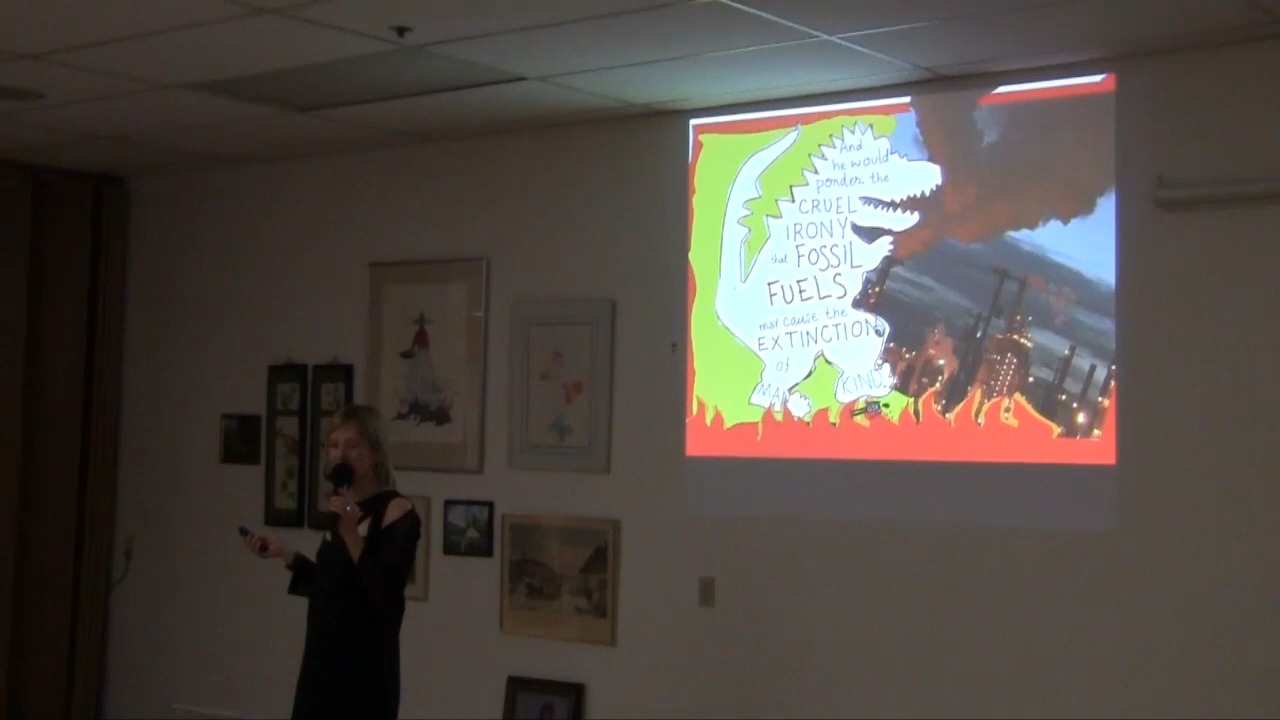 And
he would
ponder the
CRUEL
IRONY
that FOSSIL
FUELS
may cause the
EXTINCTION
of
MAN KIND.